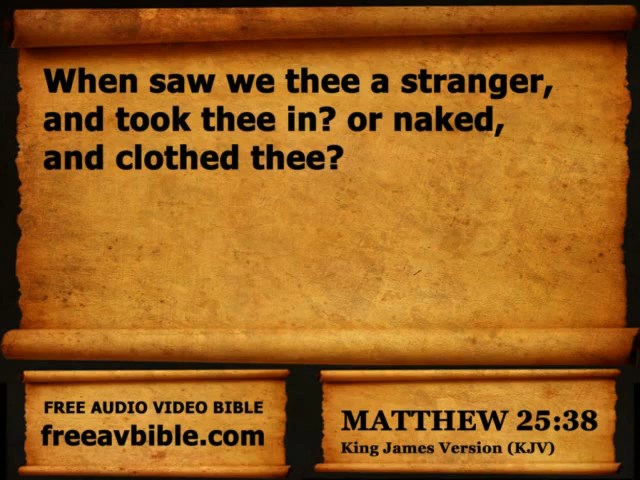 When saw we thee a stranger,
and took thee in? or naked,
and clothed thee?
FREE AUDIO VIDEO BIBLE
freeavbible.com
MATTHEW 25:38
King James Version (KJV)